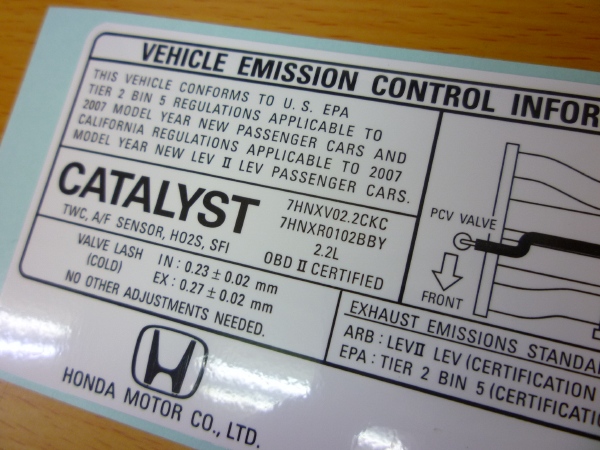 VEHICLE EMISSION CONTROL
THIS VEHICLE CONFORMS TO U.S. EPA
TIER 2 BIN 5 REGULATIONS APPLICABLE TO
2007 MODEL YEAR NEW PASSENGER CARS AND
CALIFORNIA REGULATIONS APPLICABLE TO 2007
MODEL YEAR NEW LEV II LEV PASSENGER CARS.
CATALYST
TWC, A/F SENSOR, HO2S, SFI
7HNXV02.2CKC
7HNXR0102BBY
2.2L
OBD II CERTIFIED
VALVE LASH
(COLD)
IN : 0.23 ± 0.02 mm
EX : 0.27 ± 0.02 mm
NO OTHER ADJUSTMENTS NEEDED.
PCV VALVE
FRONT
EXHAUST EMISSIONS
ARB : LEVII LEV (CERTIFICATION
EPA : TIER 2 BIN 5 (CERTIFICATIO
HONDA MOTOR CO., LTD.